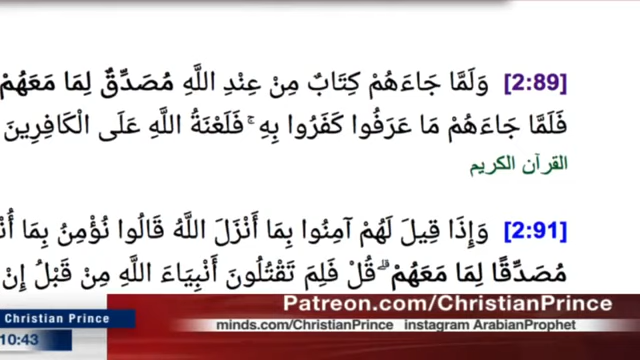 [2:89] وَلَمَّا جَاءَهُمْ كِتَابٌ مِنْ عِنْدِ اللَّهِ مُصَدِّقٌ لِمَا مَعَهُمْ
فَلَمَّا جَاءَهُمْ مَا عَرَفُوا كَفَرُوا بِهِ ۚ فَلَعْنَةُ اللَّهِ عَلَى الْكَافِرِينَ
القرآن الكريم
[2:91] وَإِذَا قِيلَ لَهُمْ آمِنُوا بِمَا أَنْزَلَ اللَّهُ قَالُوا نُؤْمِنُ بِمَا
مُصَدِّقًا لِمَا مَعَهُمْ ۗ قُلْ فَلِمَ تَقْتُلُونَ أَنْبِيَاءَ اللَّهِ مِنْ قَبْلُ إِنْ
Patreon.com/ChristianPrince
Christian Prince
minds.com/ChristianPrince instagram ArabianProphet
10:43